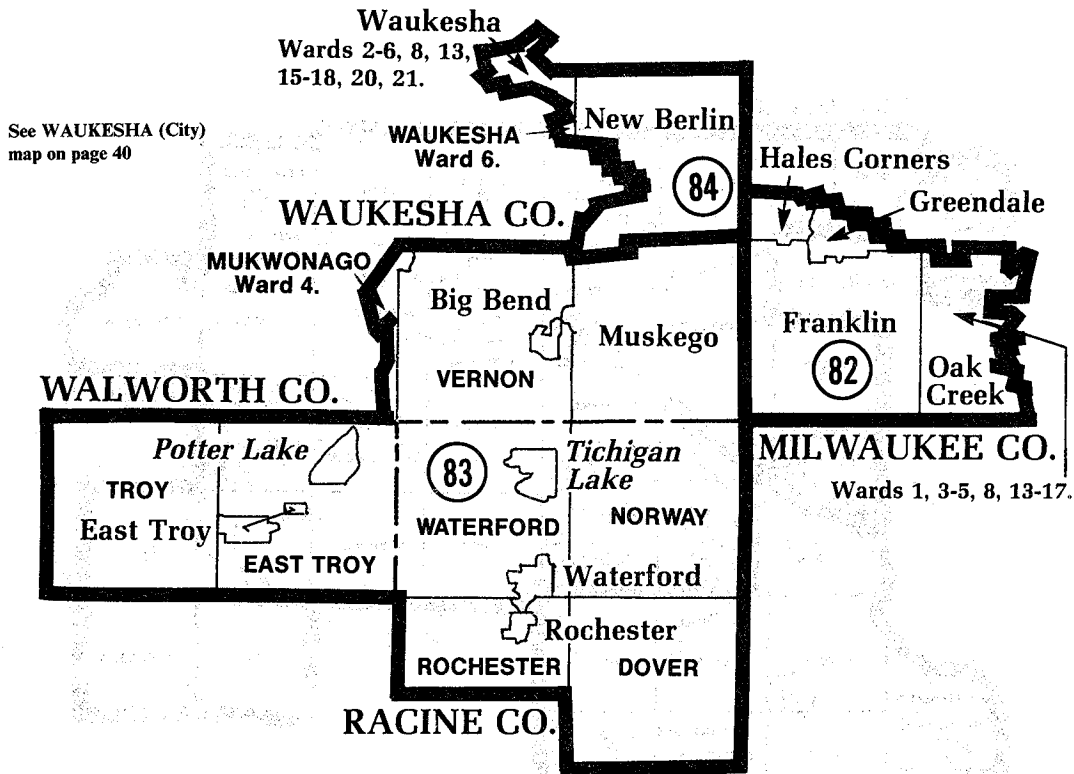 Waukesha
Wards 2-6, 8, 13,
15-18, 20, 21.
See WAUKESHA (City)
map on page 40
WAUKESHA
Ward 6.
New Berlin
84
Hales Corners
Greendale
WAUKESHA CO.
MUKWONAGO
Ward 4.
Big Bend
Muskego
VERNON
Franklin
82
Oak
Creek
WALWORTH CO.
MILWAUKEE CO.
Wards 1, 3-5, 8, 13-17.
Potter Lake
83
Tichigan
Lake
TROY
East Troy
EAST TROY
WATERFORD
NORWAY
Waterford
Rochester
ROCHESTER
DOVER
RACINE CO.